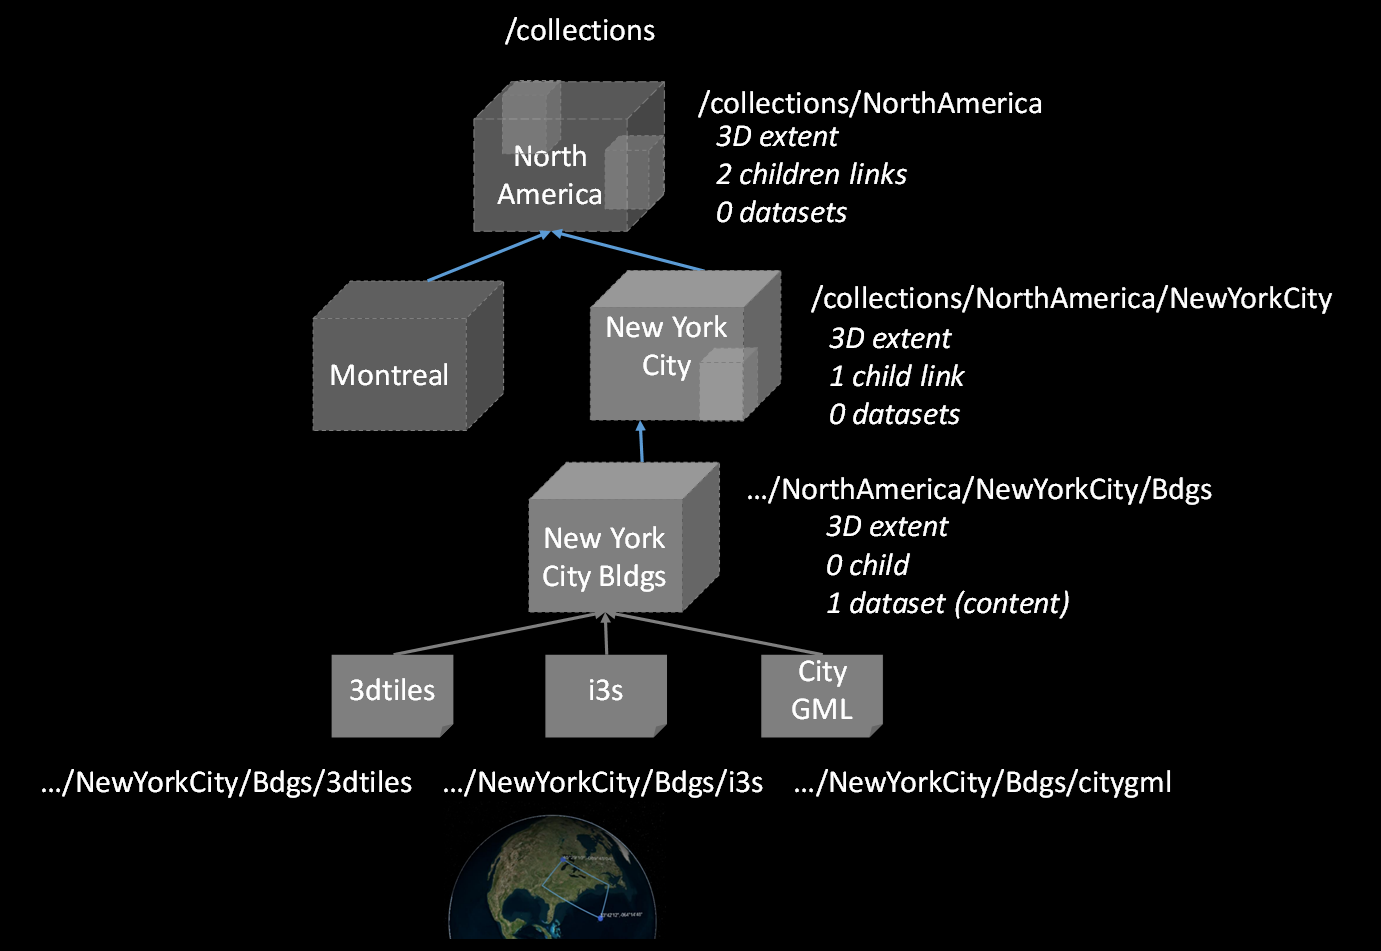 /collections
/collections/NorthAmerica
3D extent
2 children links
0 datasets
North
America
/collections/NorthAmerica/NewYorkCity
3D extent
1 child link
0 datasets
New York
City
Montreal
.../NorthAmerica/NewYorkCity/Bdgs
3D extent
0 child
1 dataset (content)
New York
City Bldgs
3dtiles
i3s
City
GML
.../NewYorkCity/Bdgs/3dtiles
.../NewYorkCity/Bdgs/i3s
.../NewYorkCity/Bdgs/citygml